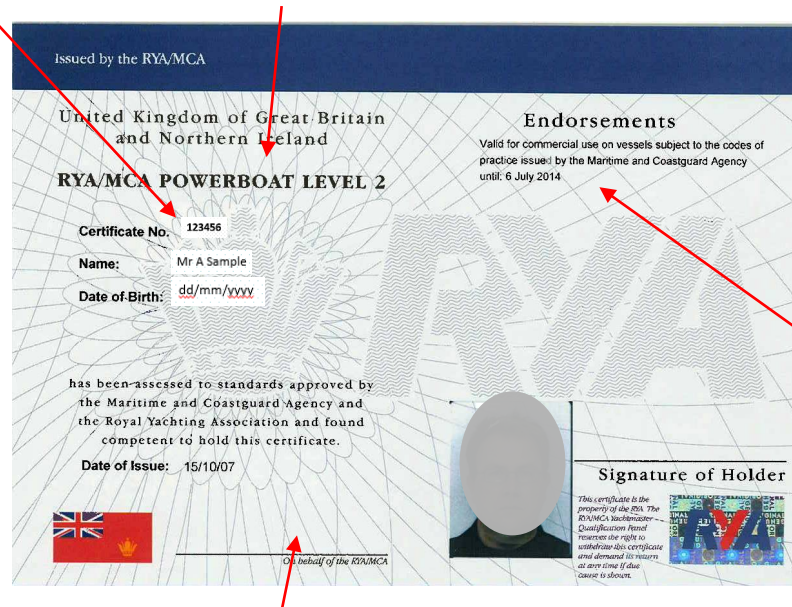 Issued by the RYA/MCA
United Kingdom of Great Britain
and Northern Ireland
RYA/MCA POWERBOAT LEVEL 2
Certificate No. 123456
Name: Mr A Sample
Date of Birth: dd/mm/yyyy
has been assessed to standards approved by
the Maritime and Coastguard Agency and
the Royal Yachting Association and found
competent to hold this certificate.
Date of Issue: 15/10/07
On behalf of the RYA/MCA
Endorsements
Valid for commercial use on vessels subject to the codes of
practice issued by the Maritime and Coastguard Agency
until: 6 July 2014
RYA
Signature of Holder
This certificate is the
property of the RYA. The
RYA/MCA Yachtmaster
Qualification Panel
reserves the right to
withdraw this certificate
and demand its return
at any time if due
cause is shown.
RYA